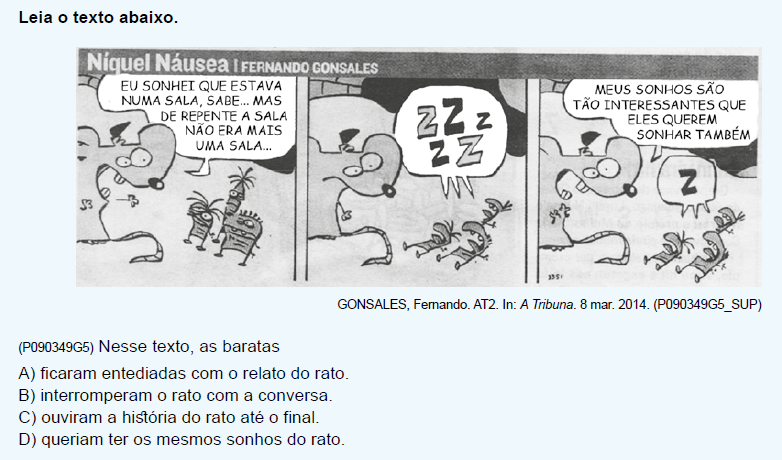 Leia o texto abaixo.
Níquel Náusea | FERNANDO GONSALES
EU SONHEI QUE ESTAVA
NUMA SALA, SABE... MAS
DE REPENTE A SALA
NÃO ERA MAIS
UMA SALA...
Z Z Z
Z Z
MEUS SONHOS SÃO
TÃO INTERESSANTES QUE
ELES QUEREM
SONHAR TAMBÉM
Z
3351
GONSALES, Fernando. AT2. In: A Tribuna. 8 mar. 2014. (P090349G5_SUP)
(P090349G5) Nesse texto, as baratas
A) ficaram entediadas com o relato do rato.
B) interromperam o rato com a conversa.
C) ouviram a história do rato até o final.
D) queriam ter os mesmos sonhos do rato.